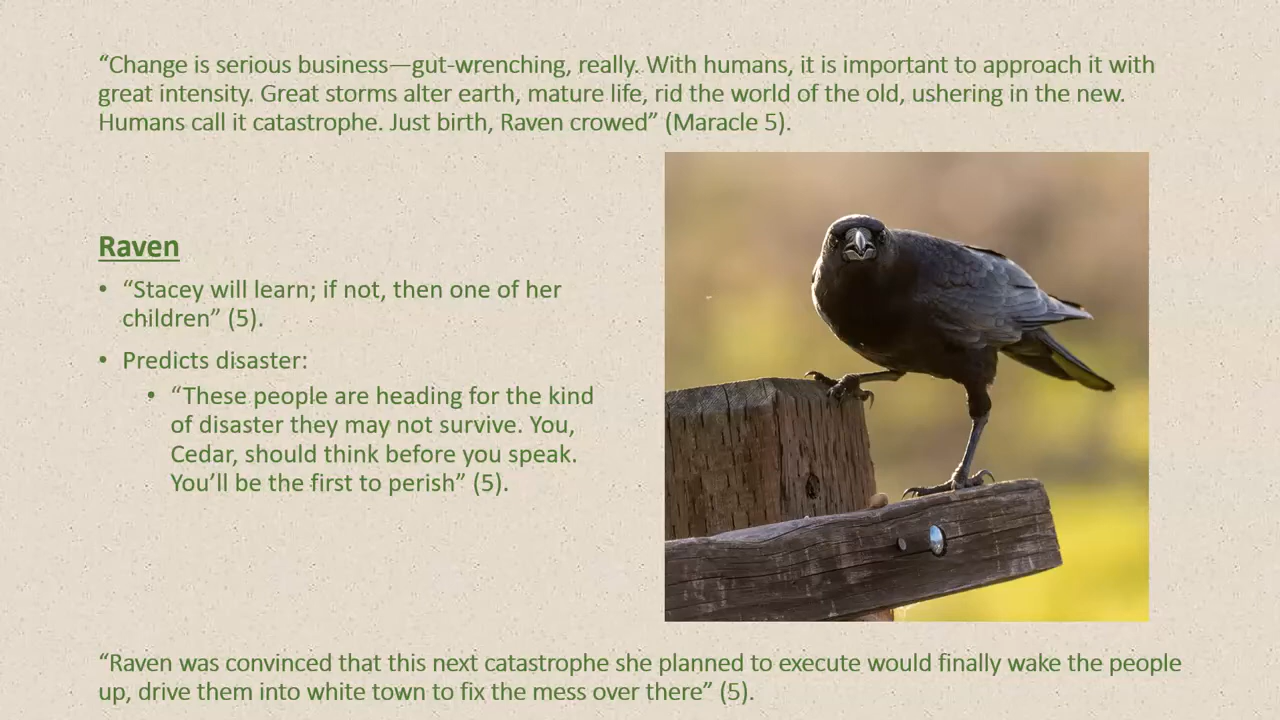 “Change is serious business—gut-wrenching, really. With humans, it is important to approach it with
great intensity. Great storms alter earth, mature life, rid the world of the old, ushering in the new.
Humans call it catastrophe. Just birth, Raven crowed” (Maracle 5).
Raven
• “Stacey will learn; if not, then one of her
children” (5).
• Predicts disaster:
• “These people are heading for the kind
of disaster they may not survive. You,
Cedar, should think before you speak.
You’ll be the first to perish” (5).
“Raven was convinced that this next catastrophe she planned to execute would finally wake the people
up, drive them into white town to fix the mess over there” (5).